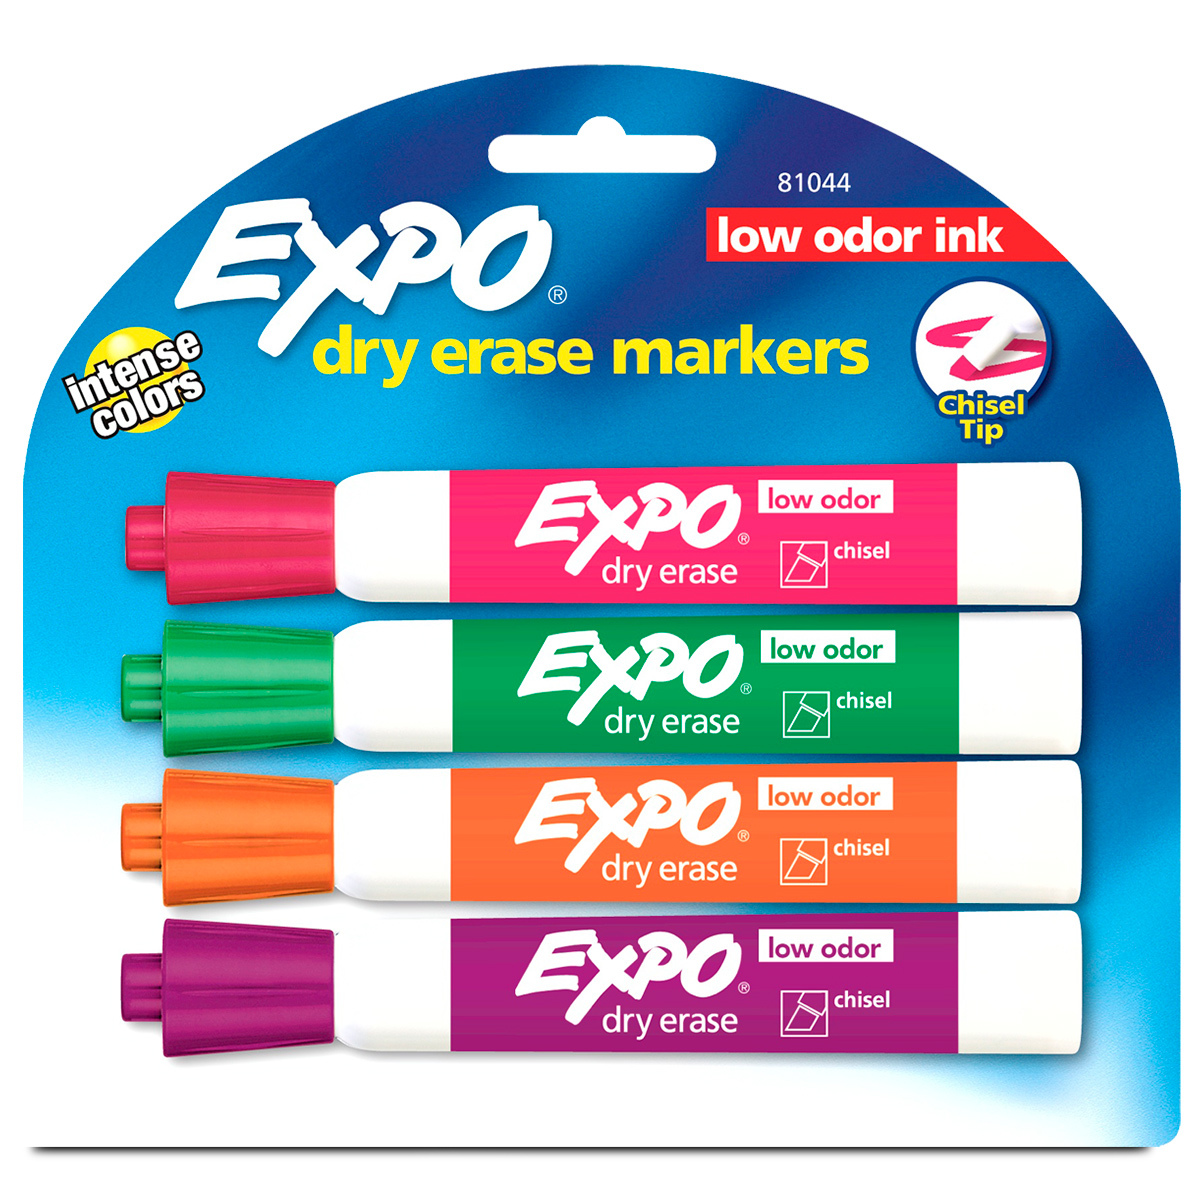 81044
low odor ink
EXPO®
dry erase markers
intense
colors
Chisel
Tip
EXPO®
low odor
chisel
dry erase
EXPO®
low odor
chisel
dry erase
EXPO®
low odor
chisel
dry erase
EXPO®
low odor
chisel
dry erase